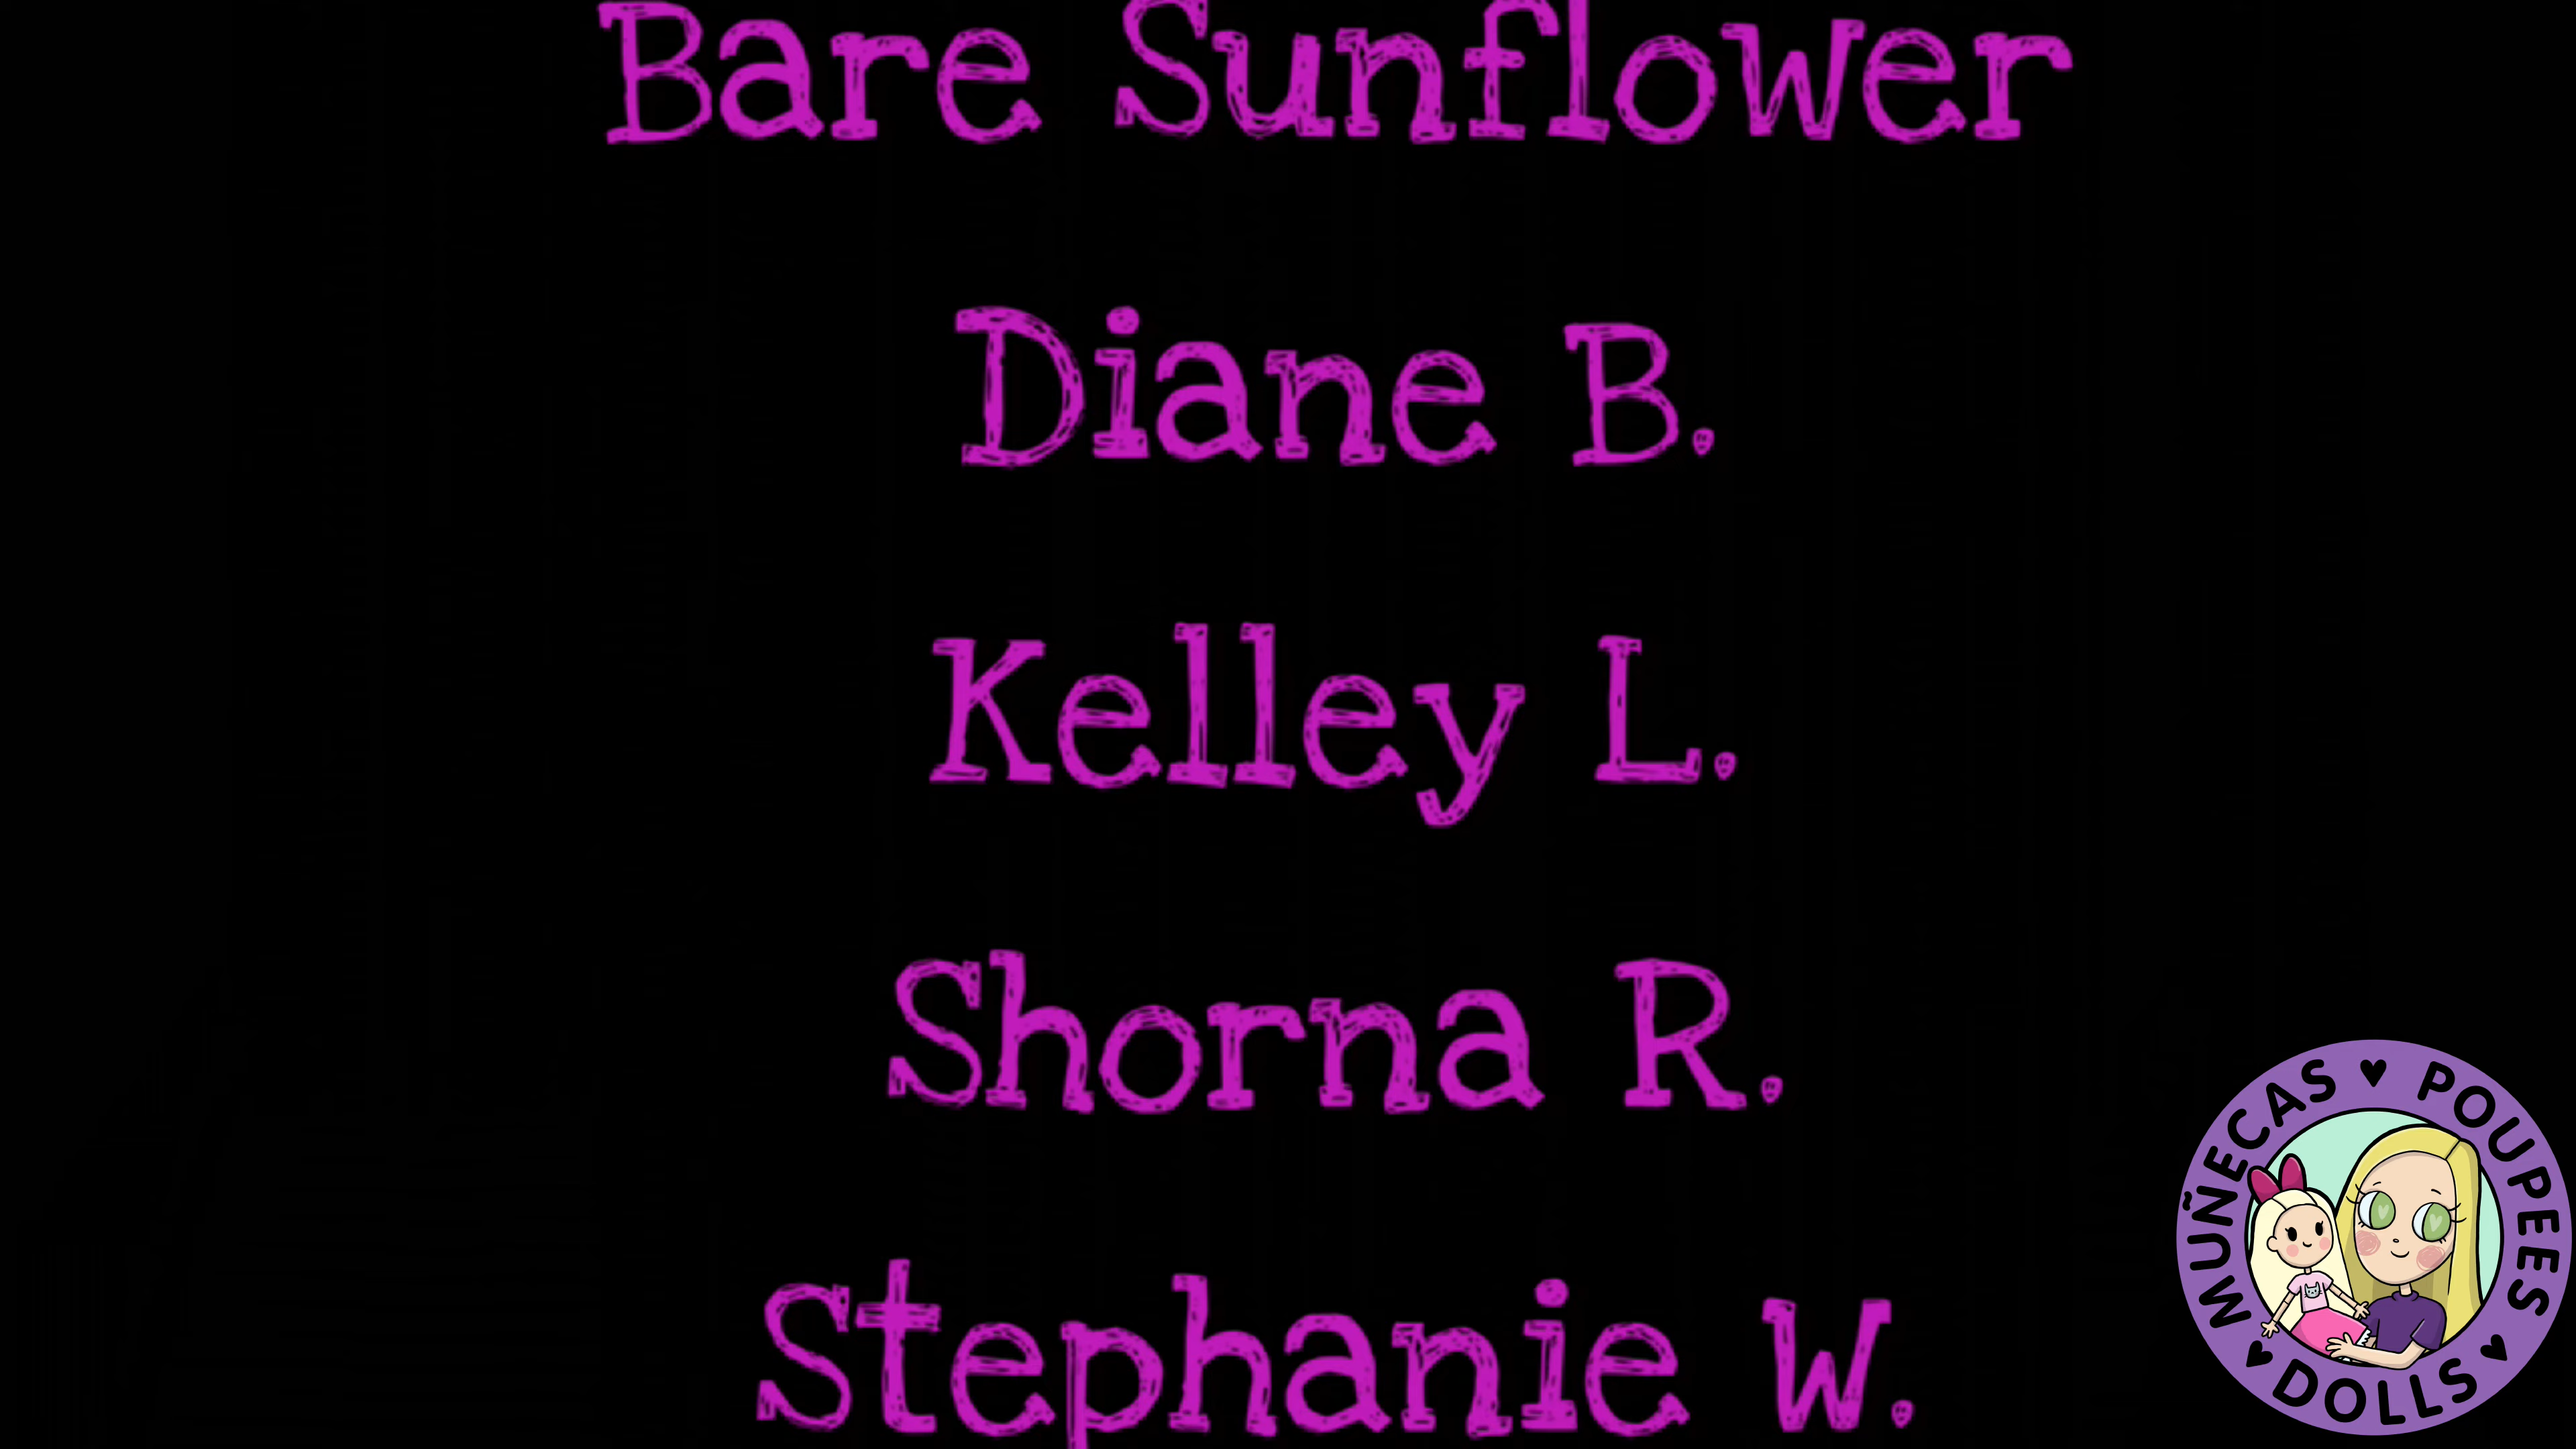 Bare Sunflower
Diane B.
Kelley L.
Shorna R.
Stephanie W.
MUÑECAS ♥ POUPEES ♥ DOLLS ♥